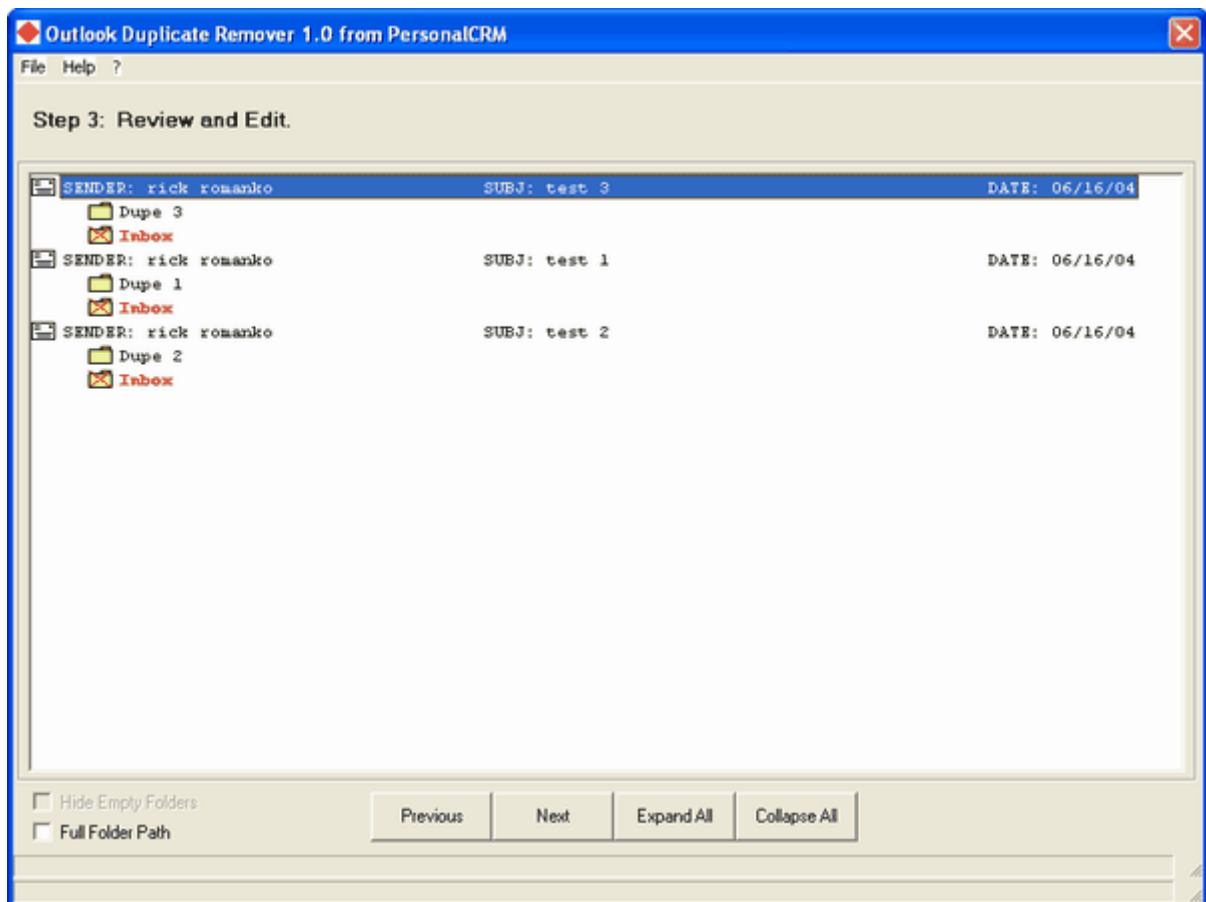 Outlook Duplicate Remover 1.0 from PersonalCRM
File Help ?
Step 3: Review and Edit.
SENDER: rick romanko SUBJ: test 3 DATE: 06/16/04
Dupe 3
Inbox
SENDER: rick romanko SUBJ: test 1 DATE: 06/16/04
Dupe 1
Inbox
SENDER: rick romanko SUBJ: test 2 DATE: 06/16/04
Dupe 2
Inbox
Hide Empty Folders
Full Folder Path
Previous Next Expand All Collapse All